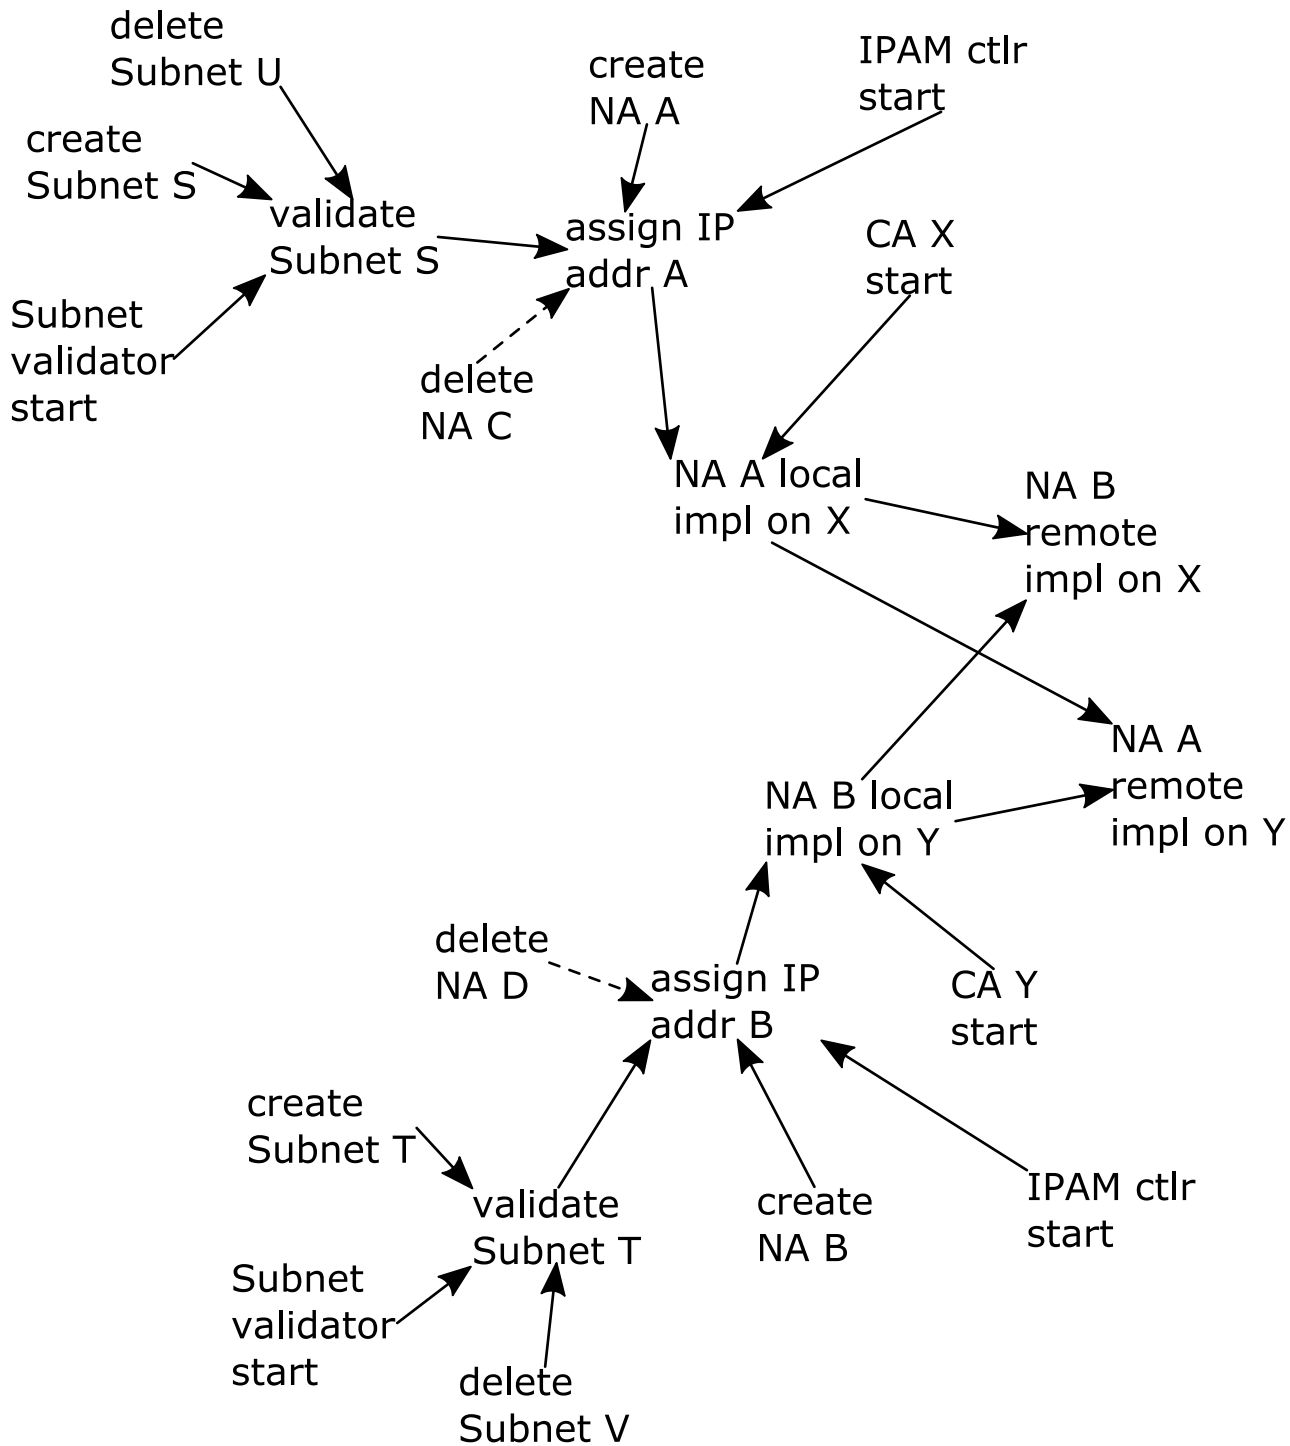 delete
Subnet U
create
NA A
IPAM ctlr
start
create
Subnet S
validate
Subnet S
assign IP
addr A
CA X
start
Subnet
validator
start
delete
NA C
NA A local
impl on X
NA B
remote
impl on X
NA A
remote
impl on Y
NA B local
impl on Y
delete
NA D
assign IP
addr B
CA Y
start
create
Subnet T
validate
Subnet T
create
NA B
IPAM ctlr
start
Subnet
validator
start
delete
Subnet V